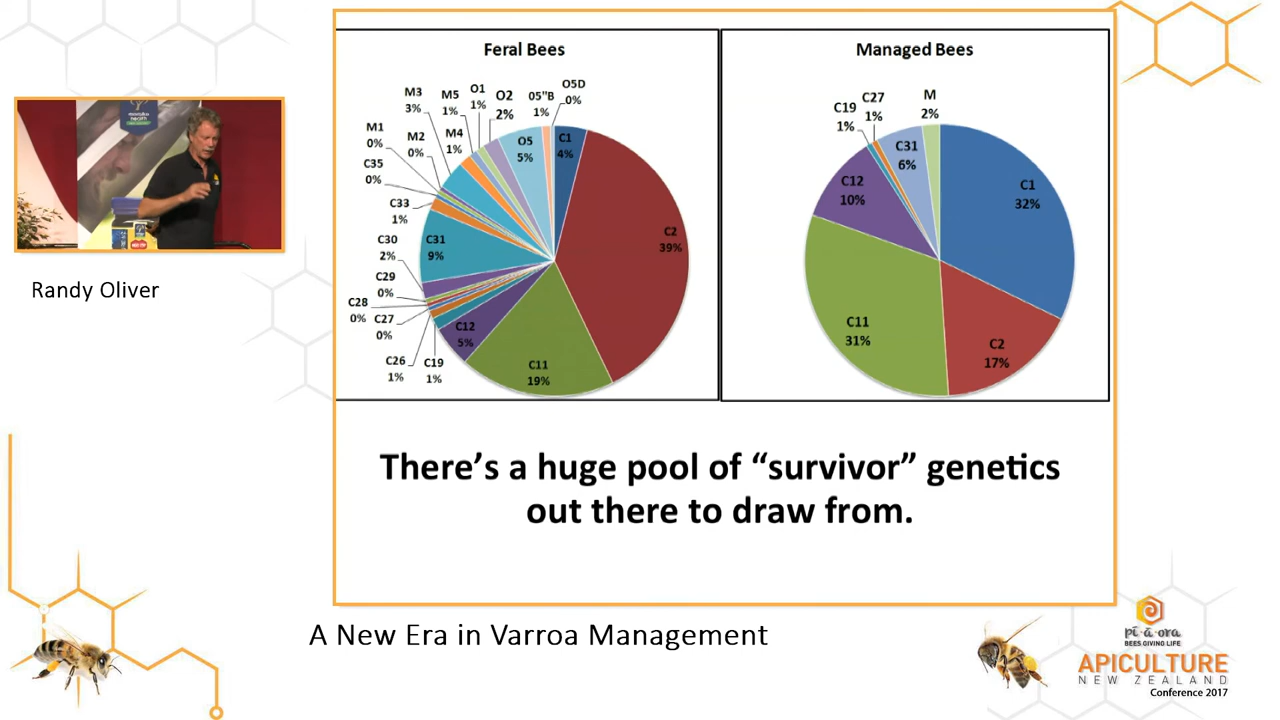 Feral Bees
M3
3%
M5
1%
O1
1%
O2
2%
05"B
1%
O5D
0%
M1
0%
M2
0%
M4
1%
O5
5%
C1
4%
C35
0%
C33
1%
C2
39%
C30
2%
C31
9%
C29
0%
C28
0%
C27
0%
C12
5%
C26
1%
C19
1%
C11
19%
Managed Bees
C19
1%
C27
1%
M
2%
C31
6%
C12
10%
C1
32%
C11
31%
C2
17%
Randy Oliver
There's a huge pool of “survivor” genetics
out there to draw from.
A New Era in Varroa Management
pī-ā-ora
BEES GIVING LIFE
APICULTURE
NEW ZEALAND
Conference 2017